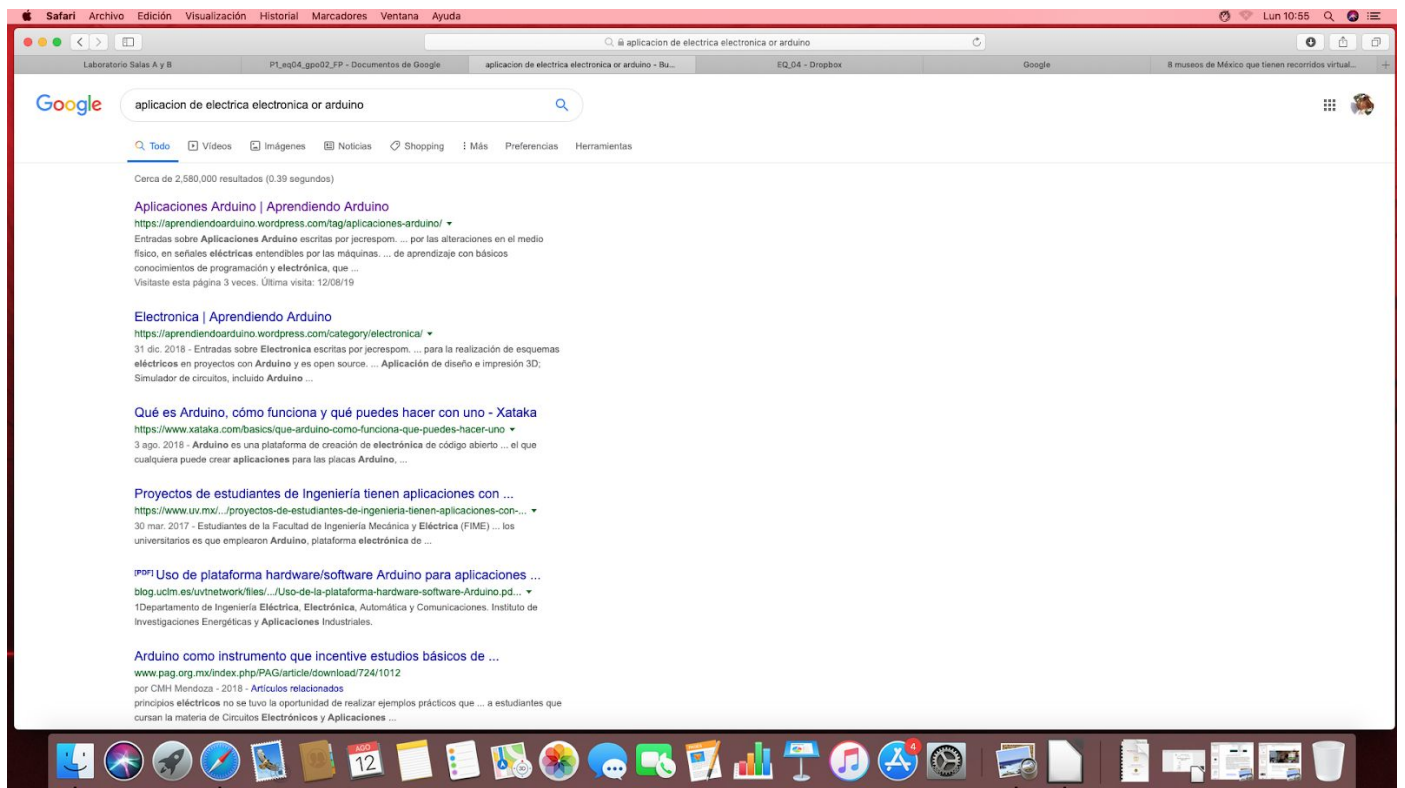 Safari Archivo Edición Visualización Historial Marcadores Ventana Ayuda Lun 10:55
aplicacion de electrica electronica or arduino
Laboratorio Salas A y B P1_eq04_gpo02_FP - Documentos de Google aplicacion de electrica electronica or arduino - Bu... EQ_04 - Dropbox Google 8 museos de México que tienen recorridos virtual...
Google aplicacion de electrica electronica or arduino
Todo Vídeos Imágenes Noticias Shopping Más Preferencias Herramientas
Cerca de 2,580,000 resultados (0.39 segundos)
Aplicaciones Arduino | Aprendiendo Arduino
https://aprendiendoarduino.wordpress.com/tag/aplicaciones-arduino/
Entradas sobre Aplicaciones Arduino escritas por jecrespom. ... por las alteraciones en el medio
físico, en señales eléctricas entendibles por las máquinas. ... de aprendizaje con básicos
conocimientos de programación y electrónica, que ...
Visitaste esta página 3 veces. Última visita: 12/08/19
Electronica | Aprendiendo Arduino
https://aprendiendoarduino.wordpress.com/category/electronica/
31 dic. 2018 - Entradas sobre Electronica escritas por jecrespom. ... para la realización de esquemas
eléctricos en proyectos con Arduino y es open source. ... Aplicación de diseño e impresión 3D;
Simulador de circuitos, incluido Arduino ...
Qué es Arduino, cómo funciona y qué puedes hacer con uno - Xataka
https://www.xataka.com/basics/que-arduino-como-funciona-que-puedes-hacer-uno
3 ago. 2018 - Arduino es una plataforma de creación de electrónica de código abierto ... el que
cualquiera puede crear aplicaciones para las placas Arduino, ...
Proyectos de estudiantes de Ingeniería tienen aplicaciones con ...
https://www.uv.mx/.../proyectos-de-estudiantes-de-ingenieria-tienen-aplicaciones-con-...
30 mar. 2017 - Estudiantes de la Facultad de Ingeniería Mecánica y Eléctrica (FIME) ... los
universitarios es que emplearon Arduino, plataforma electrónica de ...
[PDF] Uso de plataforma hardware/software Arduino para aplicaciones ...
blog.uclm.es/uvtnetwork/files/.../Uso-de-la-plataforma-hardware-software-Arduino.pd...
1Departamento de Ingeniería Eléctrica, Electrónica, Automática y Comunicaciones. Instituto de
Investigaciones Energéticas y Aplicaciones Industriales.
Arduino como instrumento que incentive estudios básicos de ...
www.pag.org.mx/index.php/PAG/article/download/724/1012
por CMH Mendoza - 2018 - Artículos relacionados
principios eléctricos no se tuvo la oportunidad de realizar ejemplos prácticos que ... a estudiantes que
cursan la materia de Circuitos Electrónicos y Aplicaciones ...
AGO
12
3D
4